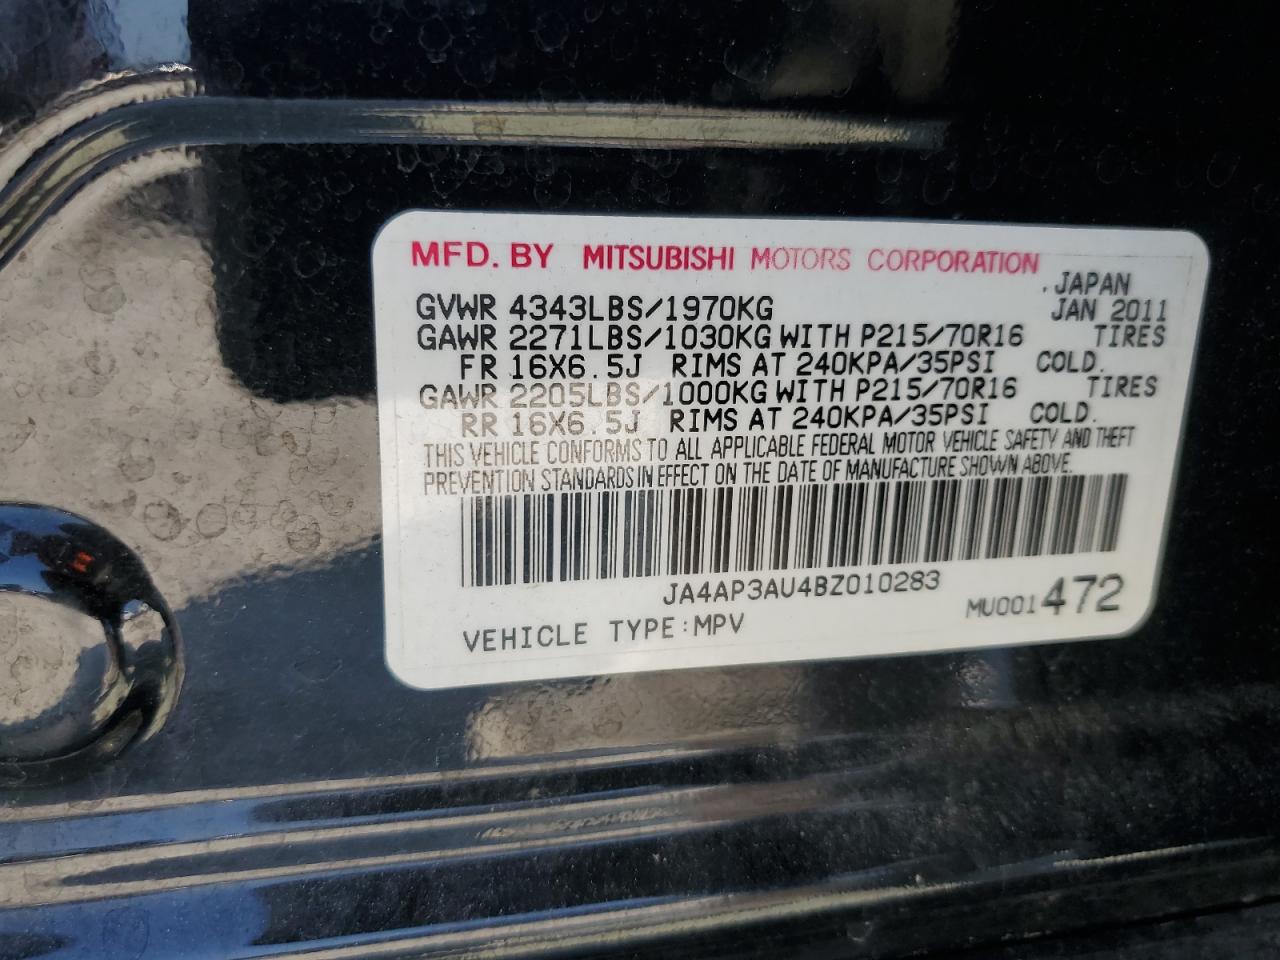 MFD. BY MITSUBISHI MOTORS CORPORATION
.JAPAN
GVWR 4343LBS/1970KG JAN 2011
GAWR 2271LBS/1030KG WITH P215/70R16 TIRES
FR 16X6.5J RIMS AT 240KPA/35PSI COLD.
GAWR 2205LBS/1000KG WITH P215/70R16 TIRES
RR 16X6.5J RIMS AT 240KPA/35PSI COLD.
THIS VEHICLE CONFORMS TO ALL APPLICABLE FEDERAL MOTOR VEHICLE SAFETY AND THEFT
PREVENTION STANDARDS IN EFFECT ON THE DATE OF MANUFACTURE SHOWN ABOVE.
JA4AP3AU4BZ010283
MU001472
VEHICLE TYPE:MPV